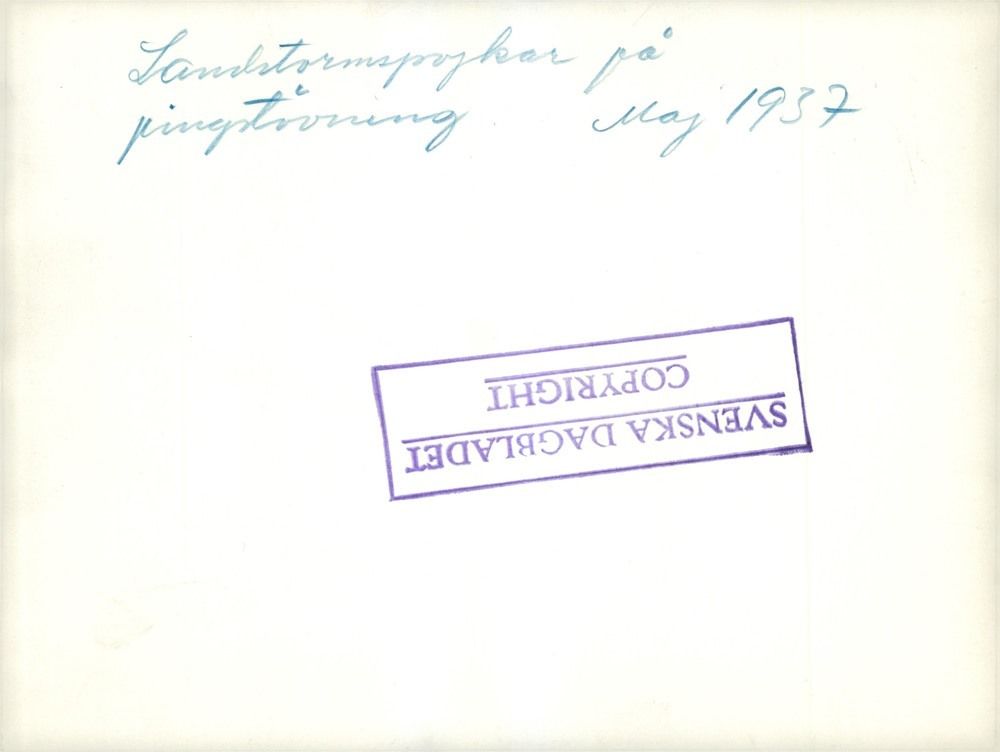 Landstormspojkar på
pingstövning Maj 1937
SVENSKA DAGBLADET
COPYRIGHT